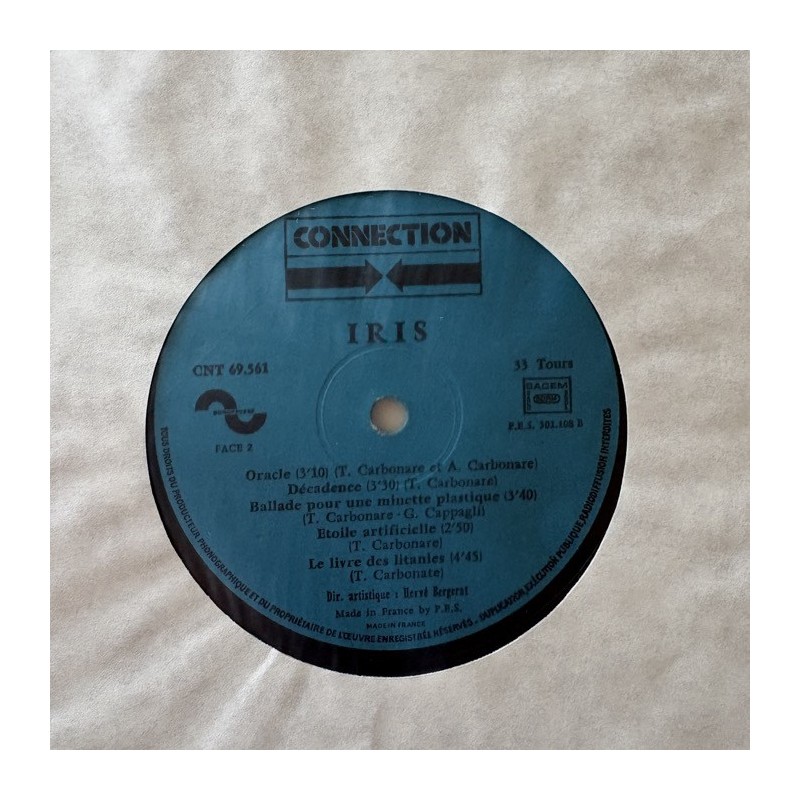 CONNECTION
IRIS
CNT 69.561
33 Tours
SACEM
FACE 2
P.E.S. 301.108 B
Oracle (3'10) (T. Carbonare et A. Carbonare)
Décadence (3'30) (T. Carbonare)
Ballade pour une minette plastique (3'40)
(T. Carbonare - G. Cappagli)
Etoile artificielle (2'50)
(T. Carbonare)
Le livre des litanies (4'45)
(T. Carbonate)
Dir. artistique : Hervé Bergerat
Made in France by P.E.S.
MADE IN FRANCE
TOUS DROITS DU PRODUCTEUR PHONOGRAPHIQUE ET DU PROPRIÉTAIRE DE L'ŒUVRE ENREGISTRÉE RÉSERVÉS. DUPLICATION, EXÉCUTION PUBLIQUE, RADIODIFFUSION INTERDITES